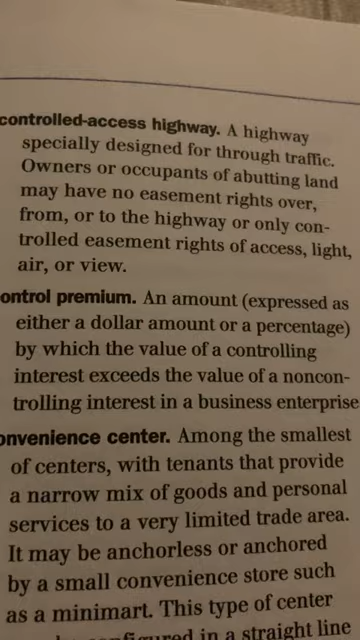 controlled-access highway. A highway
specially designed for through traffic.
Owners or occupants of abutting land
may have no easement rights over,
from, or to the highway or only con-
trolled easement rights of access, light,
air, or view.
ontrol premium. An amount (expressed as
either a dollar amount or a percentage)
by which the value of a controlling
interest exceeds the value of a noncon-
trolling interest in a business enterprise
onvenience center. Among the smallest
of centers, with tenants that provide
a narrow mix of goods and personal
services to a very limited trade area.
It may be anchorless or anchored
by a small convenience store such
as a minimart. This type of center
configured in a straight line